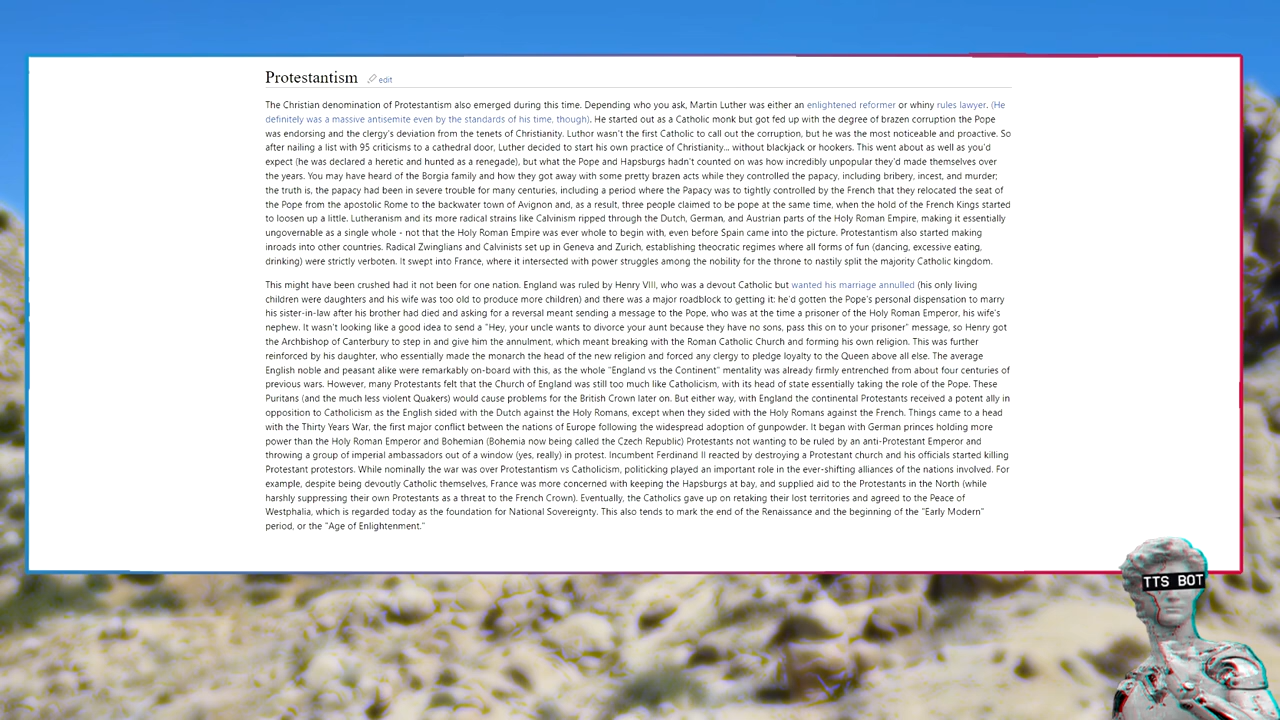 Protestantism edit
The Christian denomination of Protestantism also emerged during this time. Depending who you ask, Martin Luther was either an enlightened reformer or whiny rules lawyer. (He
definitely was a massive antisemite even by the standards of his time, though). He started out as a Catholic monk but got fed up with the degree of brazen corruption the Pope
was endorsing and the clergy's deviation from the tenets of Christianity. Luthor wasn't the first Catholic to call out the corruption, but he was the most noticeable and proactive. So
after nailing a list with 95 criticisms to a cathedral door, Luther decided to start his own practice of Christianity... without blackjack or hookers. This went about as well as you'd
expect (he was declared a heretic and hunted as a renegade), but what the Pope and Hapsburgs hadn't counted on was how incredibly unpopular they'd made themselves over
the years. You may have heard of the Borgia family and how they got away with some pretty brazen acts while they controlled the papacy, including bribery, incest, and murder;
the truth is, the papacy had been in severe trouble for many centuries, including a period where the Papacy was to tightly controlled by the French that they relocated the seat of
the Pope from the apostolic Rome to the backwater town of Avignon and, as a result, three people claimed to be pope at the same time, when the hold of the French Kings started
to loosen up a little. Lutheranism and its more radical strains like Calvinism ripped through the Dutch, German, and Austrian parts of the Holy Roman Empire, making it essentially
ungovernable as a single whole - not that the Holy Roman Empire was ever whole to begin with, even before Spain came into the picture. Protestantism also started making
inroads into other countries. Radical Zwinglians and Calvinists set up in Geneva and Zurich, establishing theocratic regimes where all forms of fun (dancing, excessive eating,
drinking) were strictly verboten. It swept into France, where it intersected with power struggles among the nobility for the throne to nastily split the majority Catholic kingdom.
This might have been crushed had it not been for one nation. England was ruled by Henry VIII, who was a devout Catholic but wanted his marriage annulled (his only living
children were daughters and his wife was too old to produce more children) and there was a major roadblock to getting it: he'd gotten the Pope's personal dispensation to marry
his sister-in-law after his brother had died and asking for a reversal meant sending a message to the Pope, who was at the time a prisoner of the Holy Roman Emperor, his wife's
nephew. It wasn't looking like a good idea to send a "Hey, your uncle wants to divorce your aunt because they have no sons, pass this on to your prisoner" message, so Henry got
the Archbishop of Canterbury to step in and give him the annulment, which meant breaking with the Roman Catholic Church and forming his own religion. This was further
reinforced by his daughter, who essentially made the monarch the head of the new religion and forced any clergy to pledge loyalty to the Queen above all else. The average
English noble and peasant alike were remarkably on-board with this, as the whole "England vs the Continent" mentality was already firmly entrenched from about four centuries of
previous wars. However, many Protestants felt that the Church of England was still too much like Catholicism, with its head of state essentially taking the role of the Pope. These
Puritans (and the much less violent Quakers) would cause problems for the British Crown later on. But either way, with England the continental Protestants received a potent ally in
opposition to Catholicism as the English sided with the Dutch against the Holy Romans, except when they sided with the Holy Romans against the French. Things came to a head
with the Thirty Years War, the first major conflict between the nations of Europe following the widespread adoption of gunpowder. It began with German princes holding more
power than the Holy Roman Emperor and Bohemian (Bohemia now being called the Czech Republic) Protestants not wanting to be ruled by an anti-Protestant Emperor and
throwing a group of imperial ambassadors out of a window (yes, really) in protest. Incumbent Ferdinand II reacted by destroying a Protestant church and his officials started killing
Protestant protestors. While nominally the war was over Protestantism vs Catholicism, politicking played an important role in the ever-shifting alliances of the nations involved. For
example, despite being devoutly Catholic themselves, France was more concerned with keeping the Hapsburgs at bay, and supplied aid to the Protestants in the North (while
harshly suppressing their own Protestants as a threat to the French Crown). Eventually, the Catholics gave up on retaking their lost territories and agreed to the Peace of
Westphalia, which is regarded today as the foundation for National Sovereignty. This also tends to mark the end of the Renaissance and the beginning of the "Early Modern"
period, or the "Age of Enlightenment."
TTS BOT